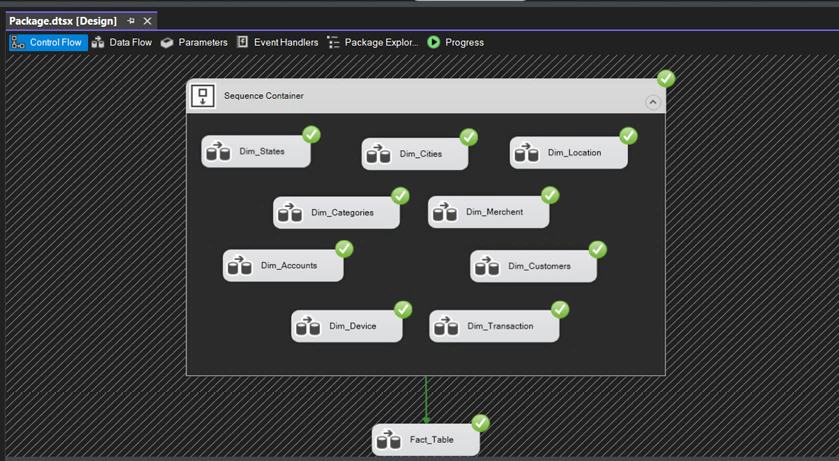 Package.dtsx [Design]
Control Flow Data Flow Parameters Event Handlers Package Explor... Progress
Sequence Container
Dim_States Dim_Cities Dim_Location
Dim_Categories Dim_Merchent
Dim_Accounts Dim_Customers
Dim_Device Dim_Transaction
Fact_Table